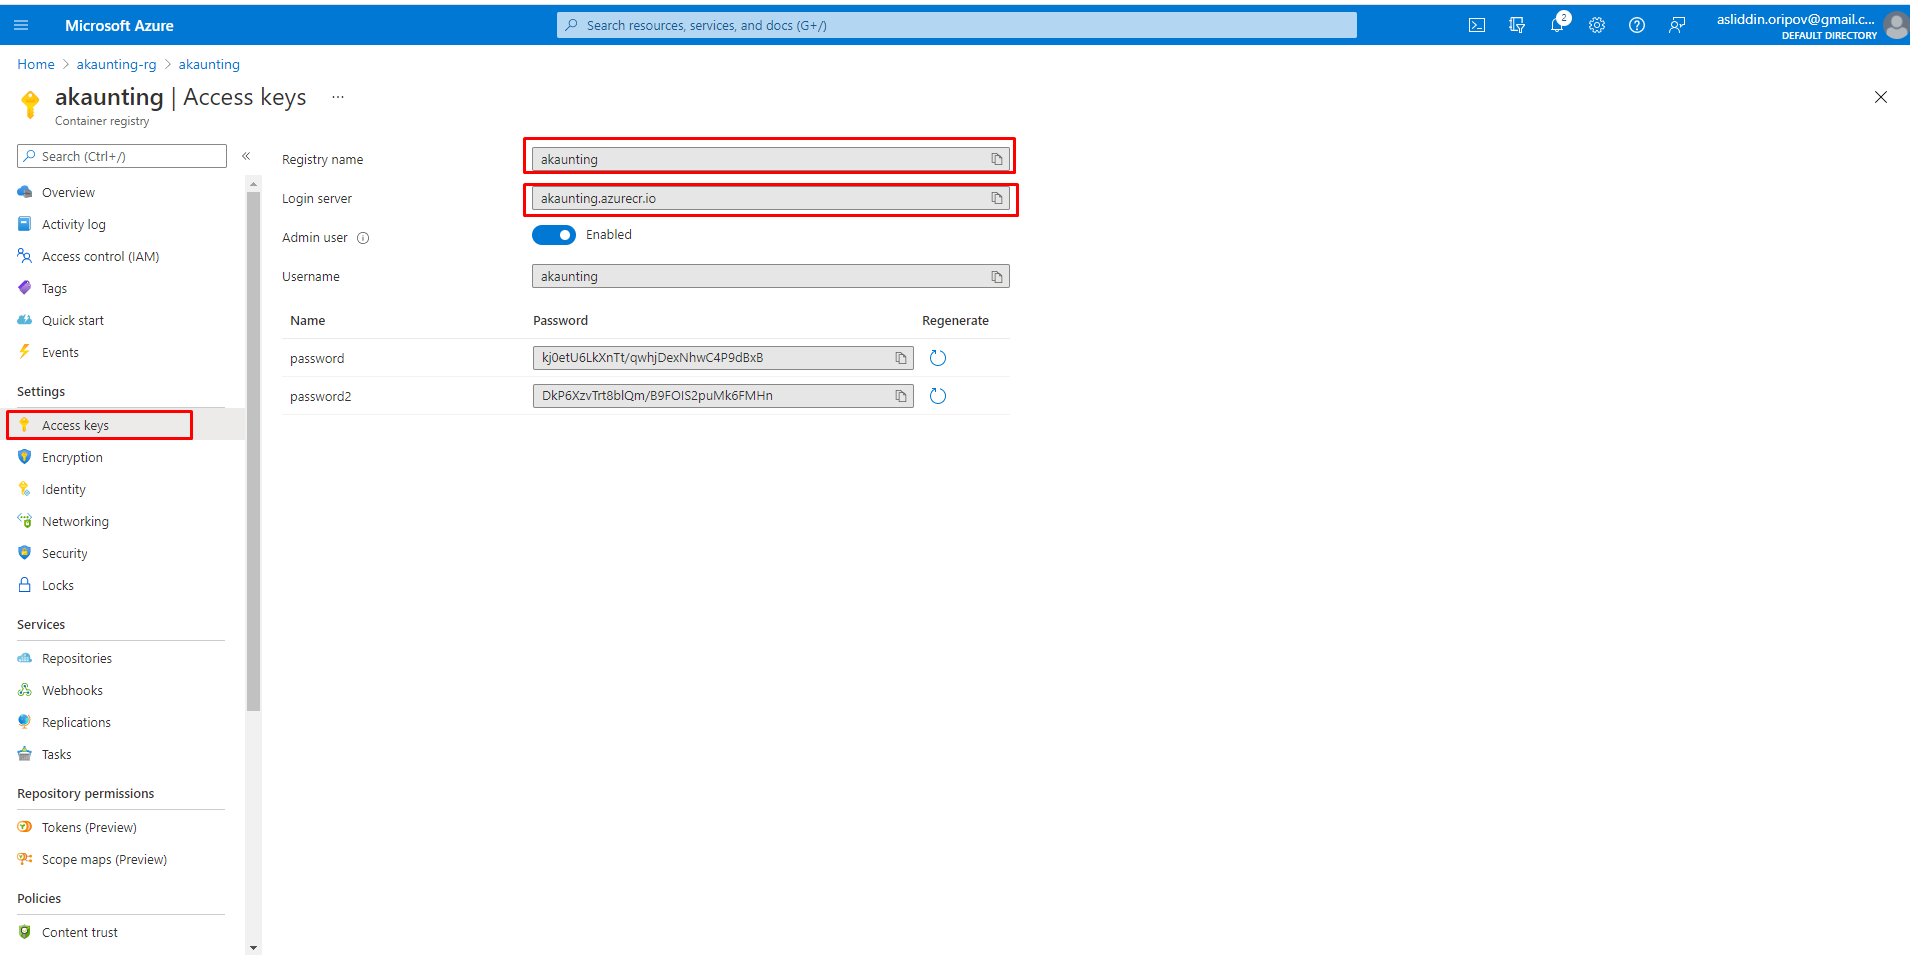 Microsoft Azure
Search resources, services, and docs (G+/)
2
asliddin.oripov@gmail.c...
DEFAULT DIRECTORY
Home > akaunting-rg > akaunting
akaunting | Access keys ...
Container registry
Search (Ctrl+/)
«
Overview
Activity log
Access control (IAM)
Tags
Quick start
Events
Settings
Access keys
Encryption
Identity
Networking
Security
Locks
Services
Repositories
Webhooks
Replications
Tasks
Repository permissions
Tokens (Preview)
Scope maps (Preview)
Policies
Content trust
Registry name akaunting
Login server akaunting.azurecr.io
Admin user Enabled
Username akaunting
Name Password Regenerate
password kj0etU6LkXnTt/qwhjDexNhwC4P9dBxB
password2 DkP6XzvTrt8blQm/B9FOIS2puMk6FMHn